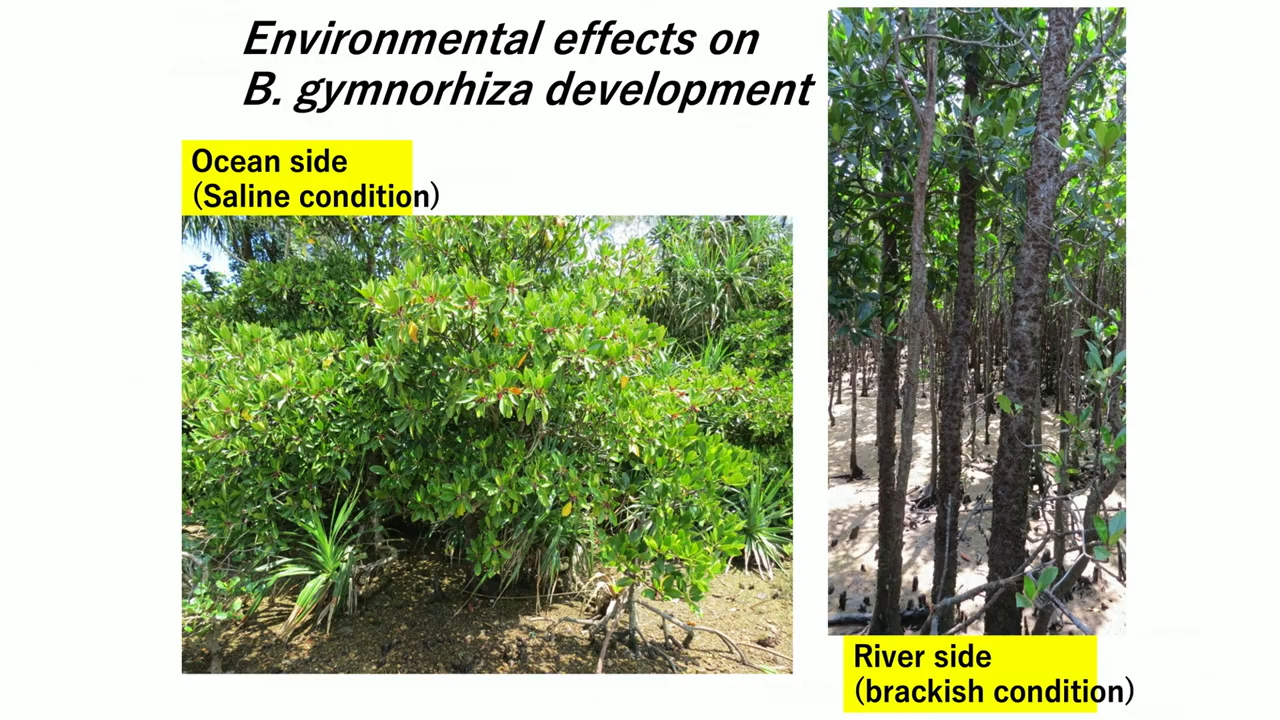 Environmental effects on
B. gymnorhiza development
Ocean side
(Saline condition)
River side
(brackish condition)